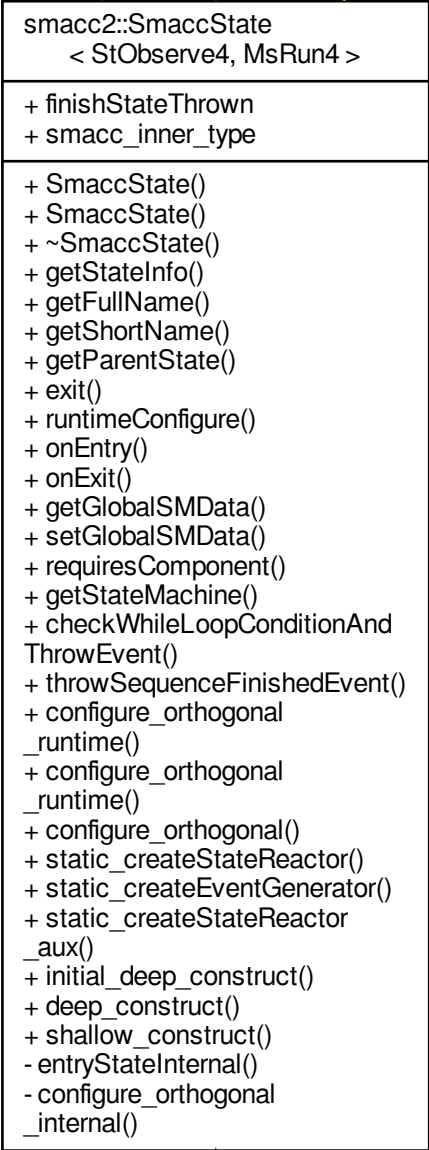 smacc2::SmaccState
< StObserve4, MsRun4 >
+ finishStateThrown
+ smacc_inner_type
+ SmaccState()
+ SmaccState()
+ ~SmaccState()
+ getStateInfo()
+ getFullName()
+ getShortName()
+ getParentState()
+ exit()
+ runtimeConfigure()
+ onEntry()
+ onExit()
+ getGlobalSMData()
+ setGlobalSMData()
+ requiresComponent()
+ getStateMachine()
+ checkWhileLoopConditionAnd
ThrowEvent()
+ throwSequenceFinishedEvent()
+ configure_orthogonal
_runtime()
+ configure_orthogonal
_runtime()
+ configure_orthogonal()
+ static_createStateReactor()
+ static_createEventGenerator()
+ static_createStateReactor
_aux()
+ initial_deep_construct()
+ deep_construct()
+ shallow_construct()
- entryStateInternal()
- configure_orthogonal
_internal()